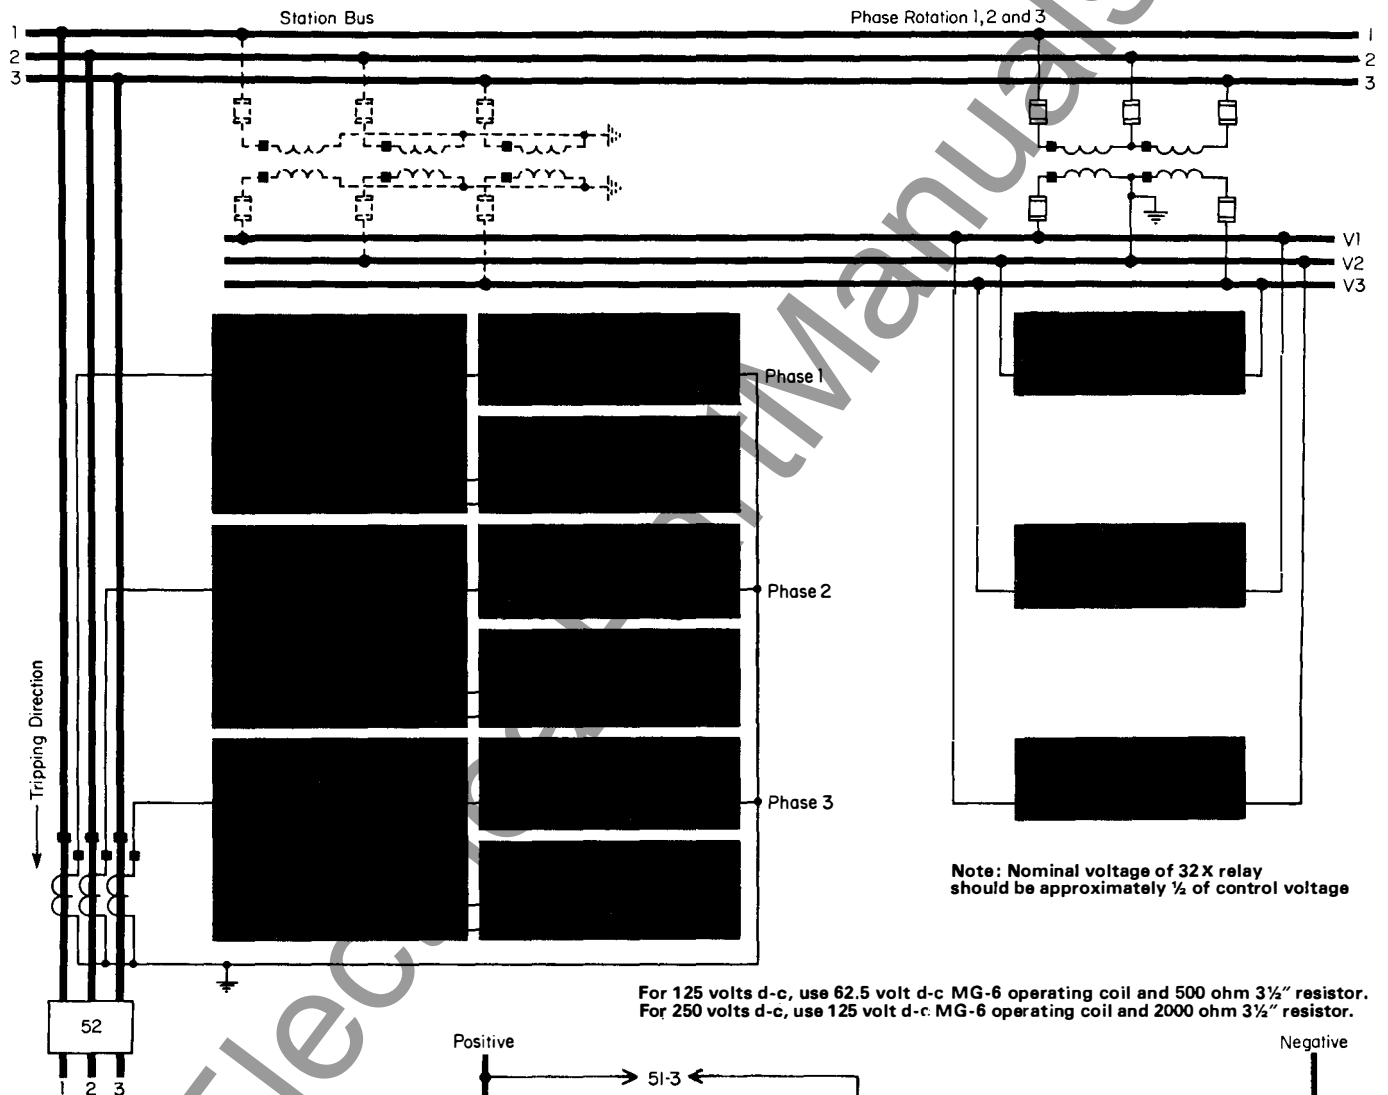 Station Bus
Phase Rotation 1, 2 and 3
1
1
2
2
3
3
V1
V2
V3
Phase 1
Phase 2
Tripping Direction
Phase 3
Note: Nominal voltage of 32X relay
should be approximately ½ of control voltage
For 125 volts d-c, use 62.5 volt d-c MG-6 operating coil and 500 ohm 3½″ resistor.
For 250 volts d-c, use 125 volt d-c MG-6 operating coil and 2000 ohm 3½″ resistor.
52
Positive
Negative
51-3
1 2 3